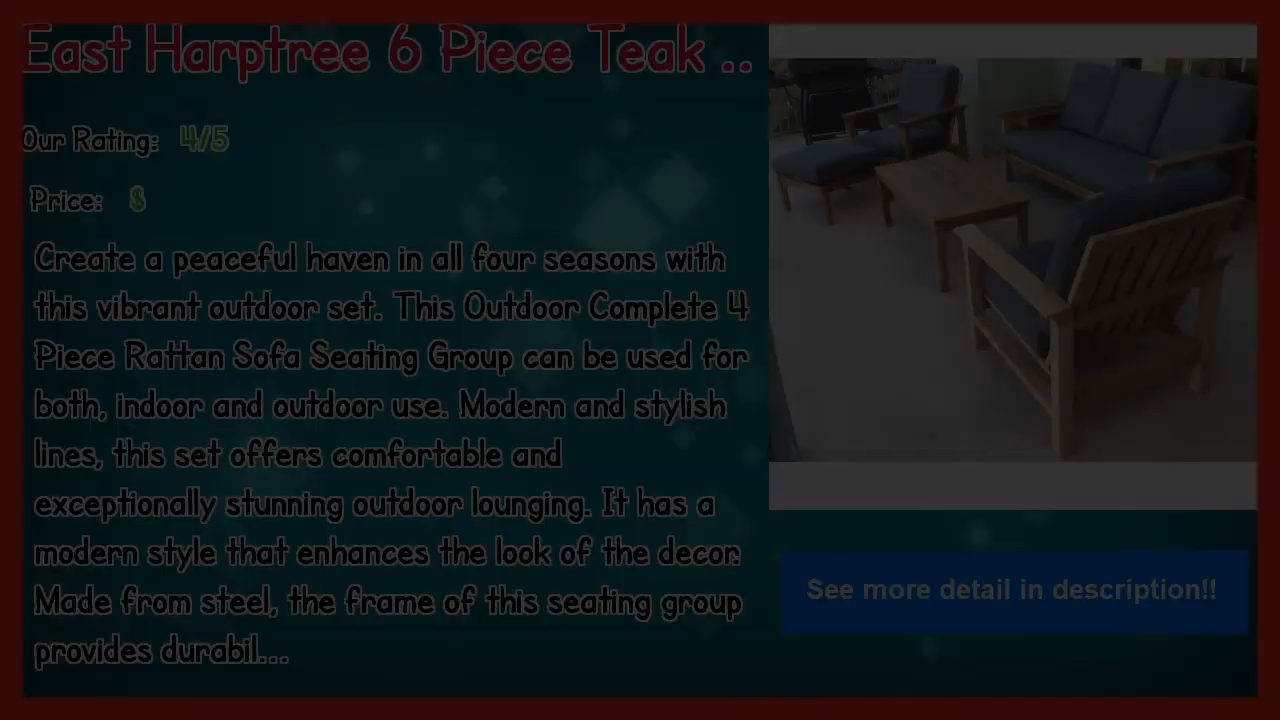 East Harptree 6 Piece Teak ..
Our Rating: 4/5
Price: $
Create a peaceful haven in all four seasons with
this vibrant outdoor set. This Outdoor Complete 4
Piece Rattan Sofa Seating Group can be used for
both, indoor and outdoor use. Modern and stylish
lines, this set offers comfortable and
exceptionally stunning outdoor lounging. It has a
modern style that enhances the look of the decor.
Made from steel, the frame of this seating group
provides durabil...
See more detail in description!!